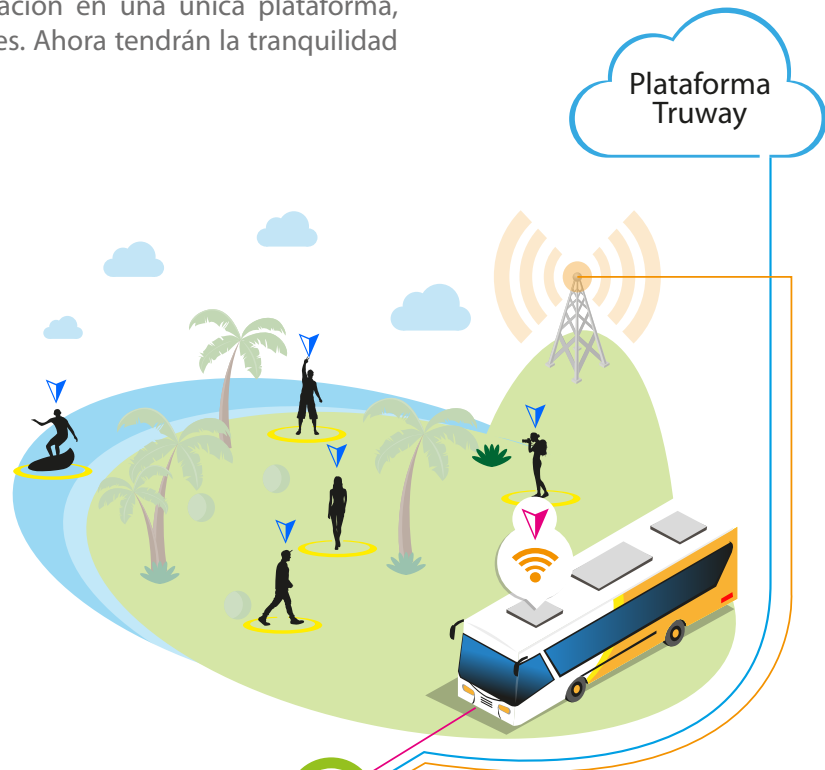 ación en una única plataforma,
es. Ahora tendrán la tranquilidad
Plataforma
Truway